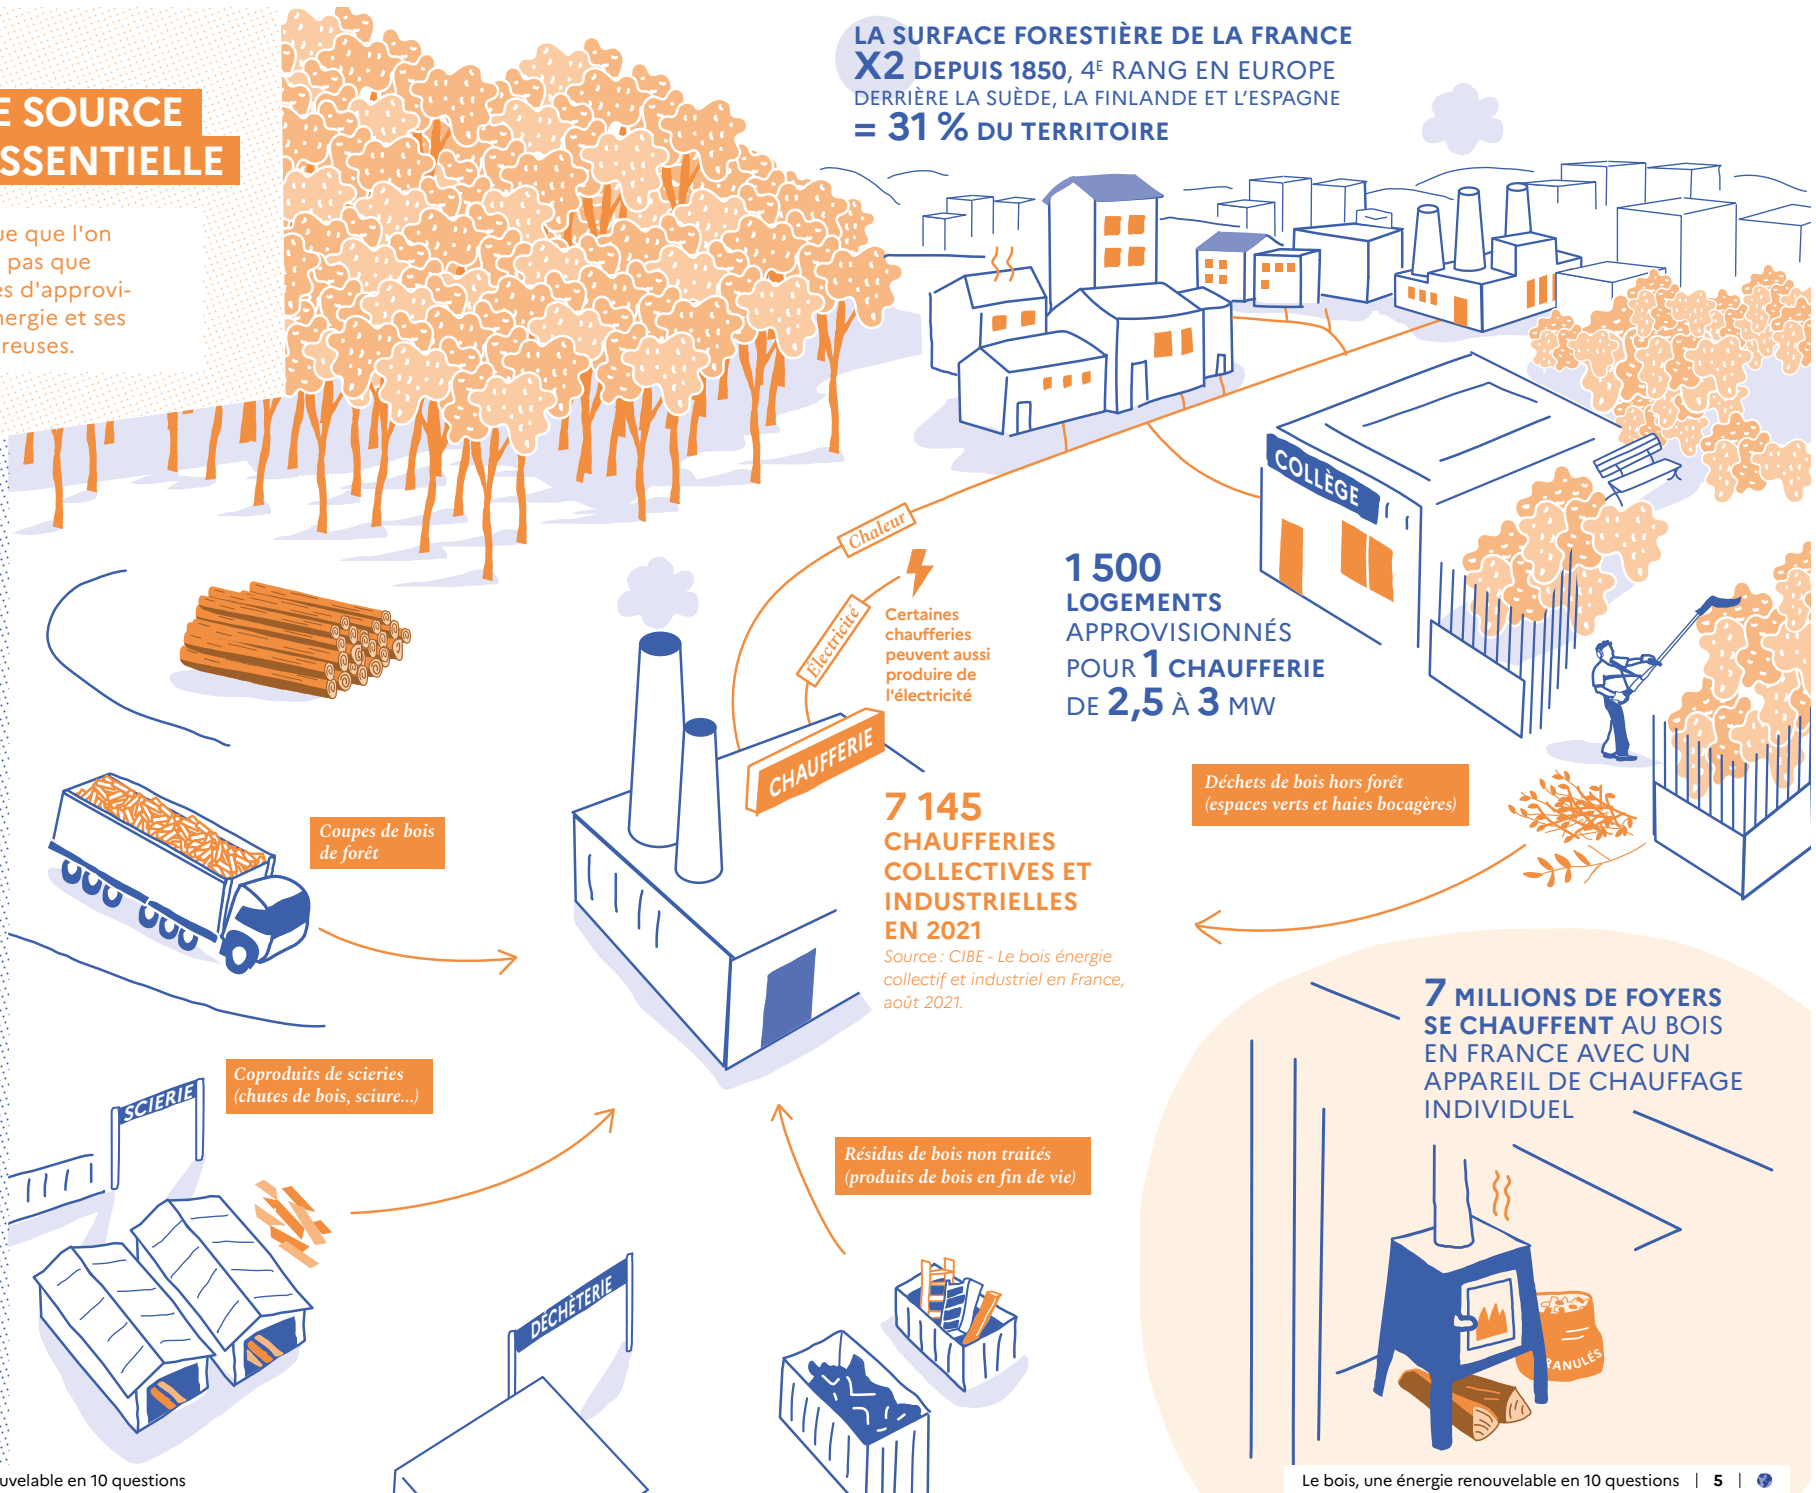 SOURCE
SSENTIELLE
que l'on
pas que
d'approvi-
et ses
LA SURFACE FORESTIÈRE DE LA FRANCE
X2 DEPUIS 1850, 4E RANG EN EUROPE
DERRIÈRE LA SUÈDE, LA FINLANDE ET L'ESPAGNE
= 31 % DU TERRITOIRE
COLLÈGE
Chaleur
Électricité
Certaines
chaufferies
peuvent aussi
produire de
l'électricité
1 500
LOGEMENTS
APPROVISIONNÉS
POUR 1 CHAUFFERIE
DE 2,5 À 3 MW
CHAUFFERIE
Déchets de bois hors forêt
(espaces verts et haies bocagères)
7 145
CHAUFFERIES
COLLECTIVES ET
INDUSTRIELLES
EN 2021
Source : CIBE - Le bois énergie
collectif et industriel en France,
août 2021.
Coupes de bois
de forêt
7 MILLIONS DE FOYERS
SE CHAUFFENT AU BOIS
EN FRANCE AVEC UN
APPAREIL DE CHAUFFAGE
INDIVIDUEL
Coproduits de scieries
(chutes de bois, sciure...)
SCIERIE
Résidus de bois non traités
(produits de bois en fin de vie)
DÉCHÈTERIE
RANULÉS
uvelable en 10 questions
Le bois, une énergie renouvelable en 10 questions | 5 |